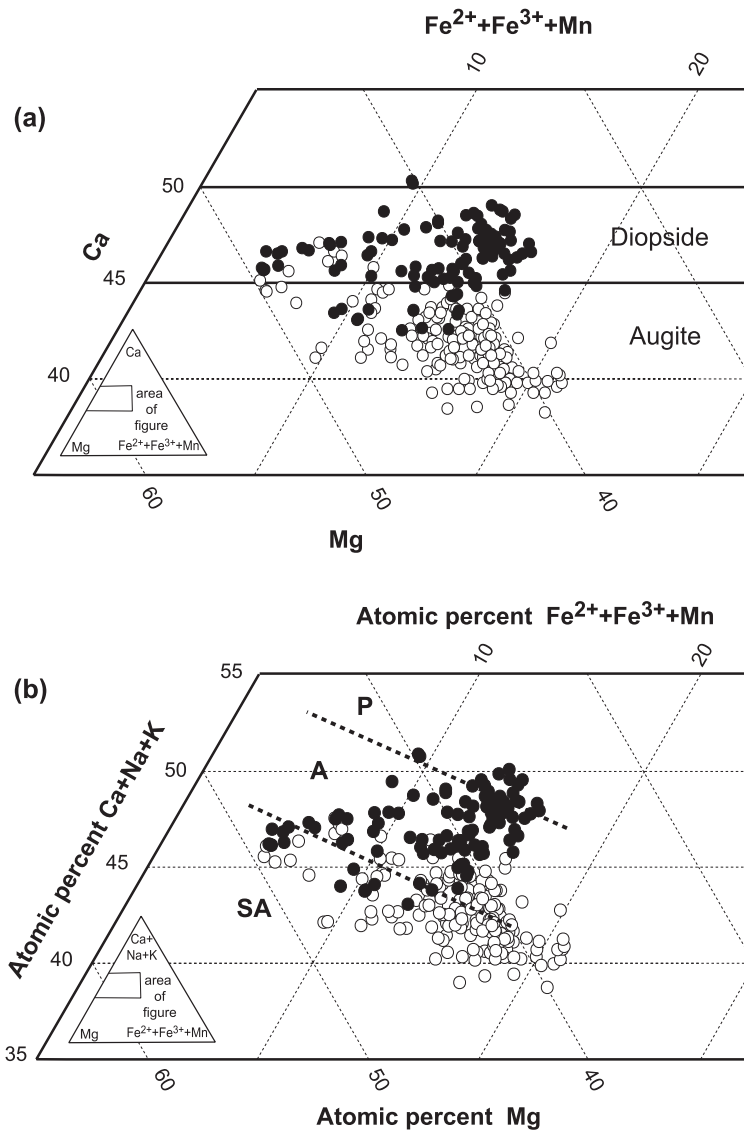 Fe2++Fe3++Mn
10
20
(a)
50
Ca
Diopside
45
Augite
40
Ca
area
of
figure
Mg
Fe2++Fe3++Mn
60
50
40
Mg
Atomic percent Fe2++Fe3++Mn
10
20
55
(b)
P
50
A
Atomic percent Ca+Na+K
45
SA
40
Ca+
Na+K
area
of
figure
Mg
Fe2++Fe3++Mn
35
60
50
40
Atomic percent Mg